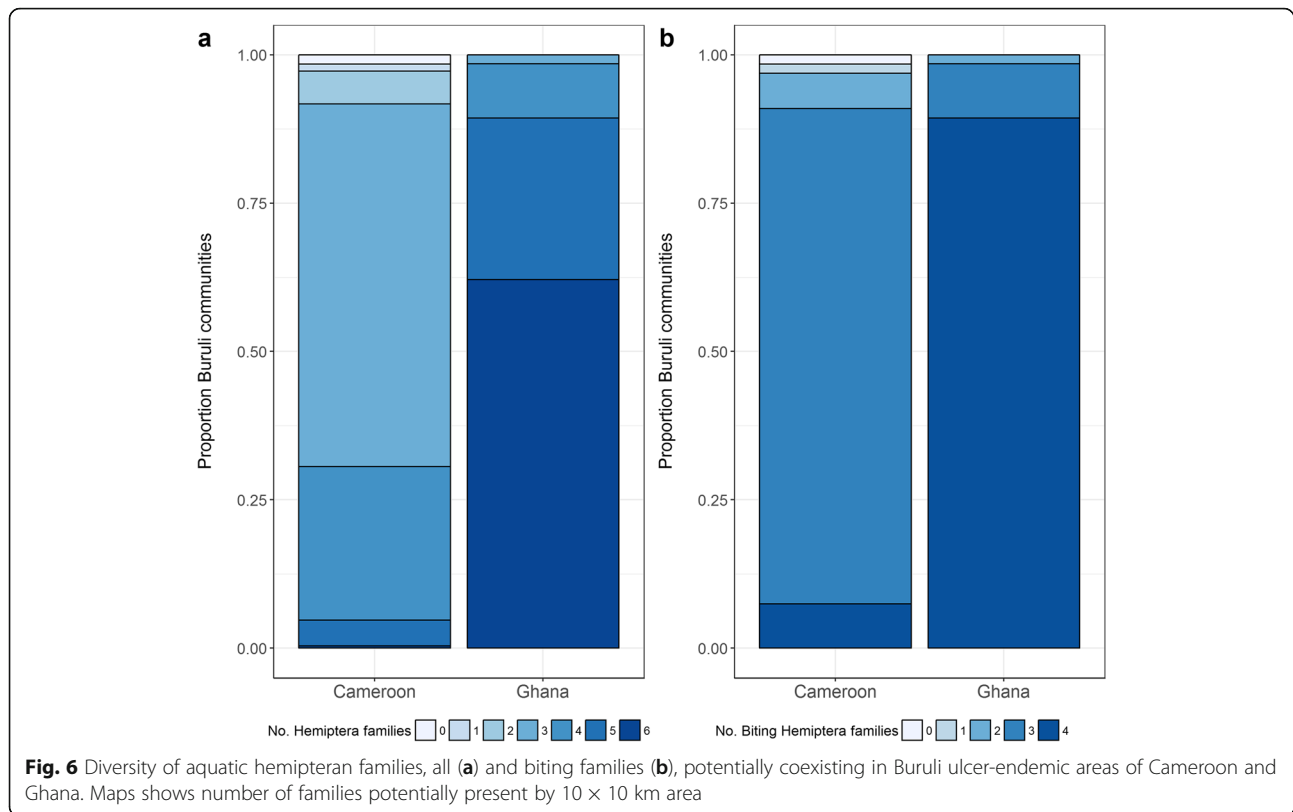 a
b
Proportion Buruli communities
1.00
0.75
0.50
0.25
0.00
Cameroon
Ghana
No. Hemiptera families 0 1 2 3 4 5 6
Proportion Buruli communities
1.00
0.75
0.50
0.25
0.00
Cameroon
Ghana
No. Biting Hemiptera families 0 1 2 3 4
Fig. 6 Diversity of aquatic hemipteran families, all (a) and biting families (b), potentially coexisting in Buruli ulcer-endemic areas of Cameroon and
Ghana. Maps shows number of families potentially present by 10 × 10 km area